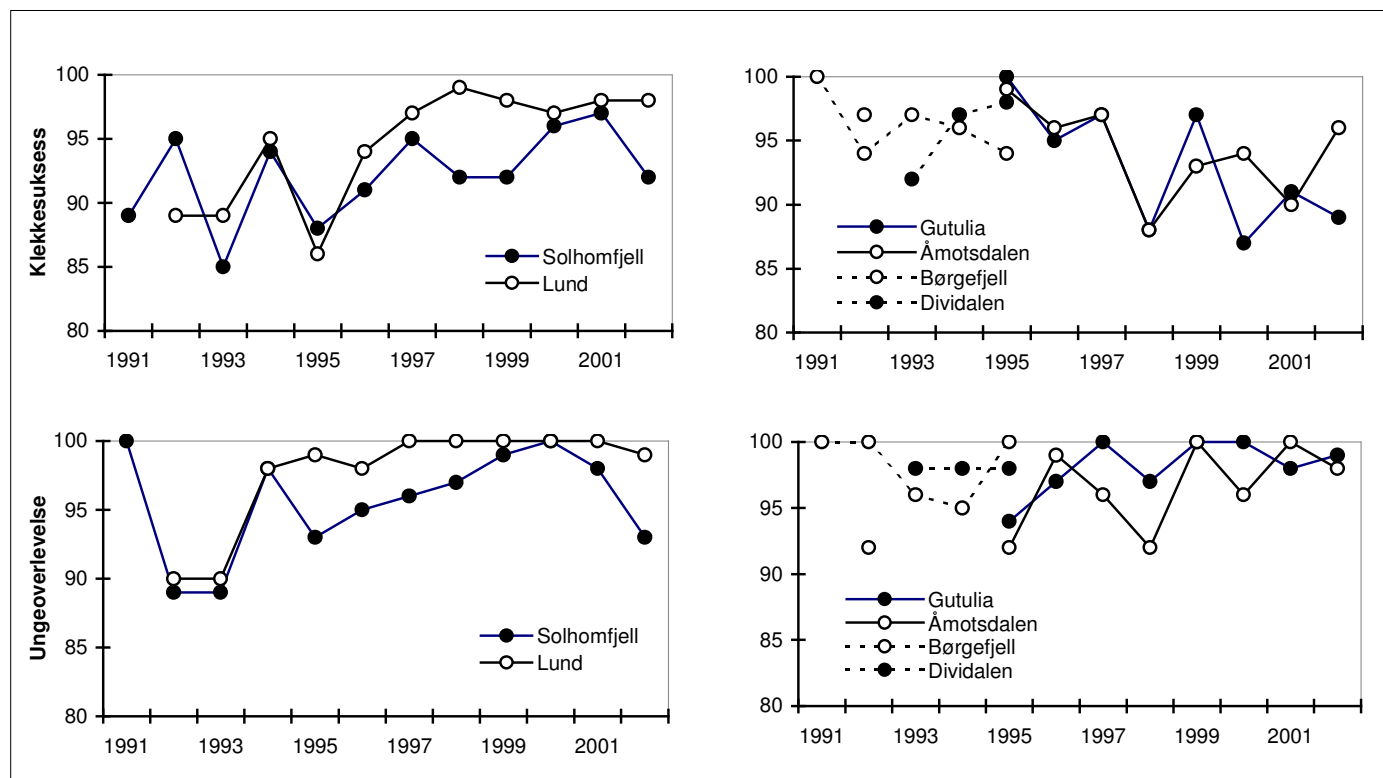 Klekkesuksess
100
95
90
85
80
1991 1993 1995 1997 1999 2001
Solhomfjell
Lund
100
95
90
85
80
1991 1993 1995 1997 1999 2001
Gutulia
Åmotsdalen
Børgefjell
Dividalen
Ungeoverlevelse
100
95
90
85
80
1991 1993 1995 1997 1999 2001
Solhomfjell
Lund
100
95
90
85
80
1991 1993 1995 1997 1999 2001
Gutulia
Åmotsdalen
Børgefjell
Dividalen